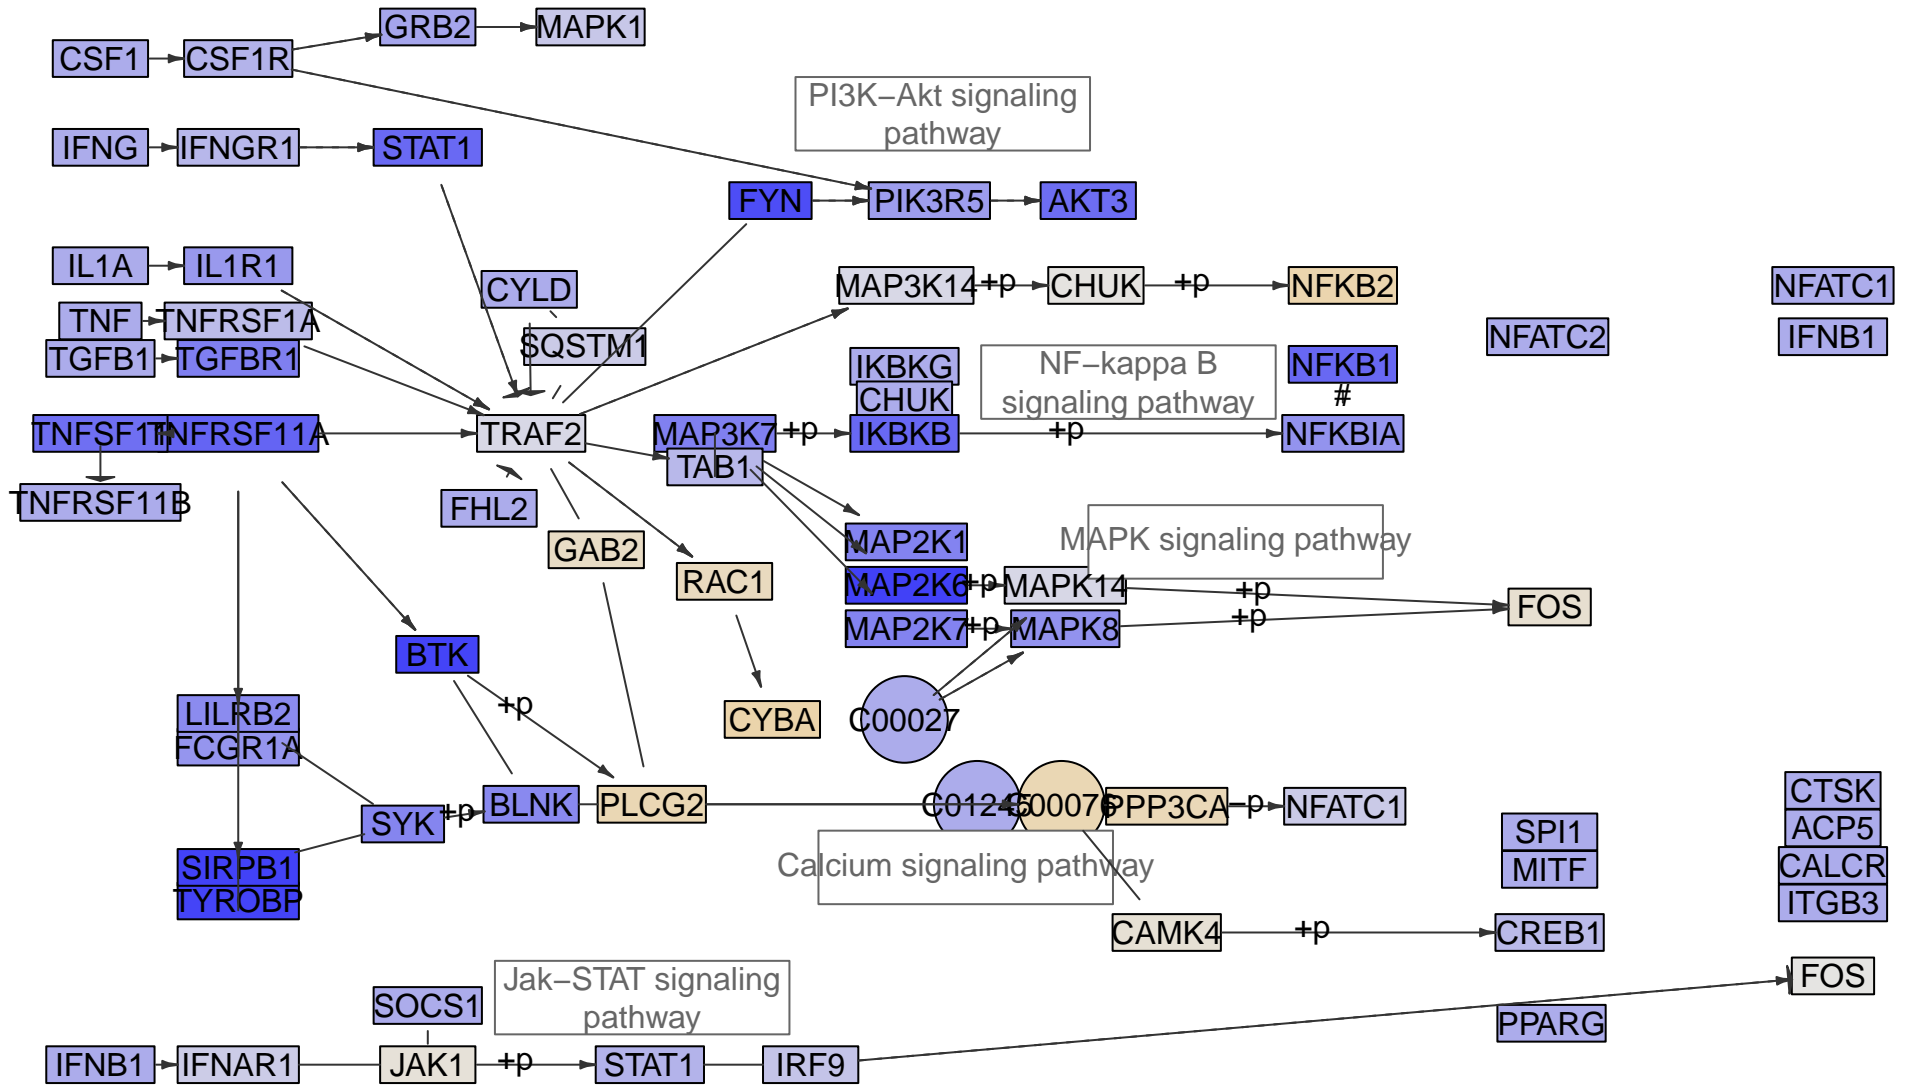 GRB2
MAPK1
CSF1
CSF1R
PI3K−Akt signaling
pathway
IFNG
IFNGR1
STAT1
FYN
PIK3R5
AKT3
IL1A
IL1R1
CYLD
MAP3K14
+p
CHUK
+p
NFKB2
NFATC1
TNF
TNFRSF1A
SQSTM1
NFATC2
IFNB1
TGFB1
TGFBR1
IKBKG
NF−kappa B
signaling pathway
NFKB1
#
CHUK
TNFSF11
TNFRSF11A
TRAF2
MAP3K7
+p
IKBKB
+p
NFKBIA
TAB1
TNFRSF11B
FHL2
GAB2
MAP2K1
MAPK signaling pathway
RAC1
MAP2K6
+p
MAPK14
+p
FOS
MAP2K7
+p
MAPK8
+p
BTK
+p
LILRB2
CYBA
C00027
FCGR1A
SYK
+p
BLNK
PLCG2
C01245
C00076
PPP3CA
−p
NFATC1
CTSK
SPI1
ACP5
Calcium signaling pathway
SIRPB1
MITF
CALCR
TYROBP
ITGB3
CAMK4
+p
CREB1
Jak−STAT signaling
pathway
FOS
SOCS1
PPARG
IFNB1
IFNAR1
JAK1
+p
STAT1
IRF9